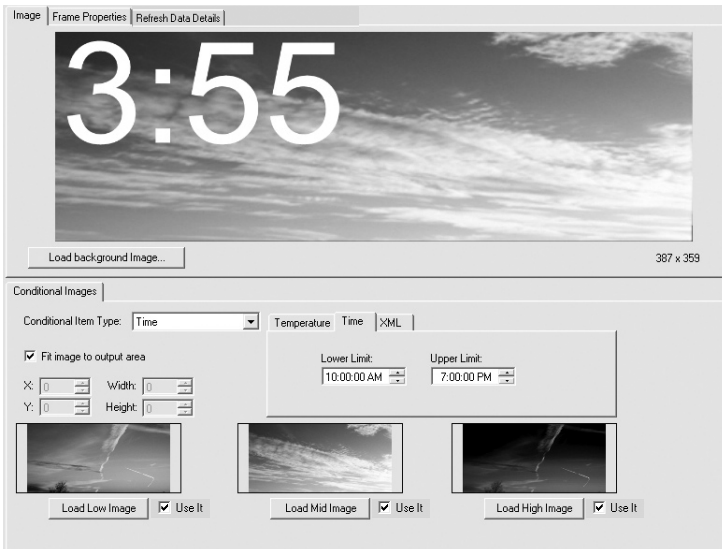 Image Frame Properties Refresh Data Details
3:55
Load background Image... 387 x 359
Conditional Images
Conditional Item Type: Time
Temperature Time XML
Fit image to output area
Lower Limit: Upper Limit:
10:00:00 AM 7:00:00 PM
X: 0 Width: 0
Y: 0 Height: 0
Load Low Image Use It Load Mid Image Use It Load High Image Use It